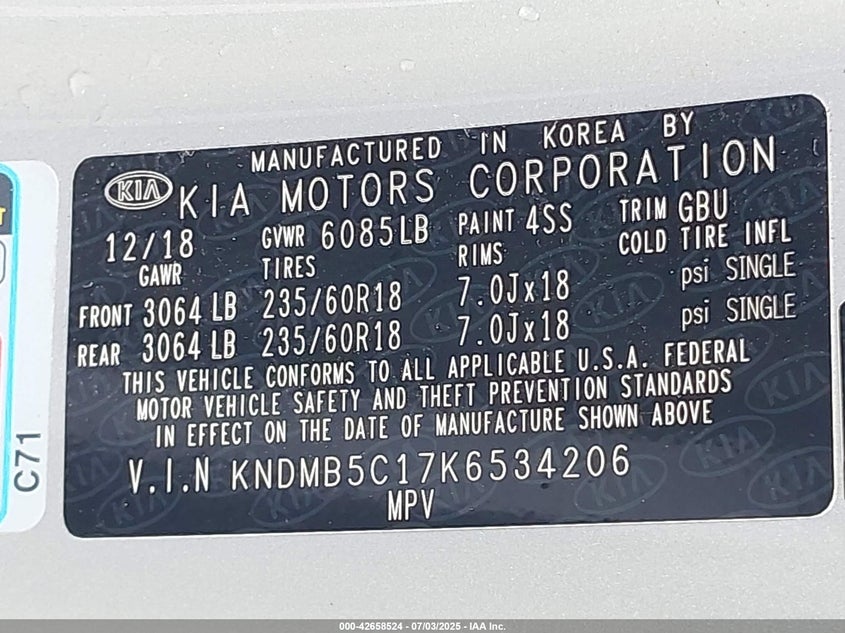 MANUFACTURED IN KOREA BY
KIA KIA MOTORS CORPORATION
12/18 GVWR 6085LB PAINT 4SS TRIM GBU
GAWR TIRES RIMS COLD TIRE INFL
FRONT 3064 LB 235/60R18 7.0Jx18 psi SINGLE
REAR 3064 LB 235/60R18 7.0Jx18 psi SINGLE
THIS VEHICLE CONFORMS TO ALL APPLICABLE U.S.A. FEDERAL
MOTOR VEHICLE SAFETY AND THEFT PREVENTION STANDARDS
IN EFFECT ON THE DATE OF MANUFACTURE SHOWN ABOVE
V.I.N KNDMB5C17K6534206
MPV
C71
000-42658524 - 07/03/2025 - IAA Inc.